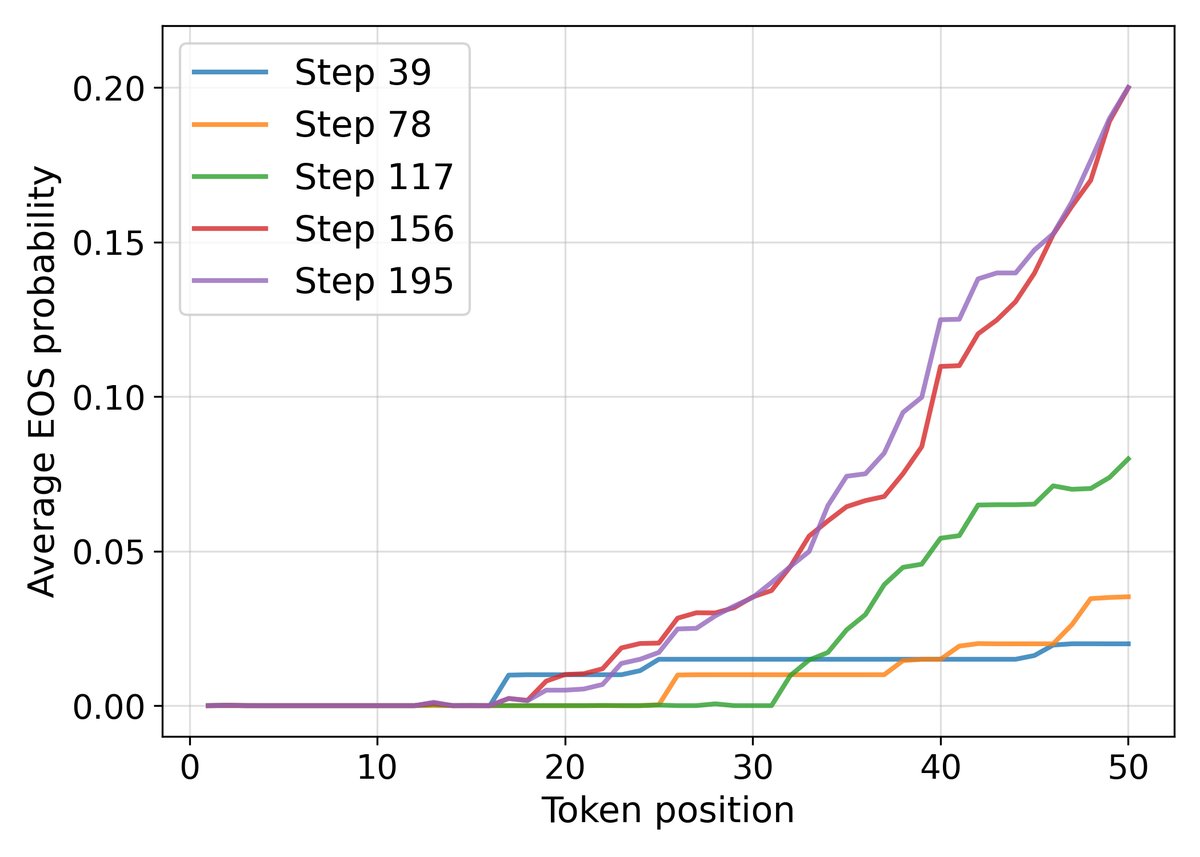 Step 39
Step 78
Step 117
Step 156
Step 195
0.20
0.15
0.10
0.05
0.00
Average EOS probability
0 10 20 30 40 50
Token position